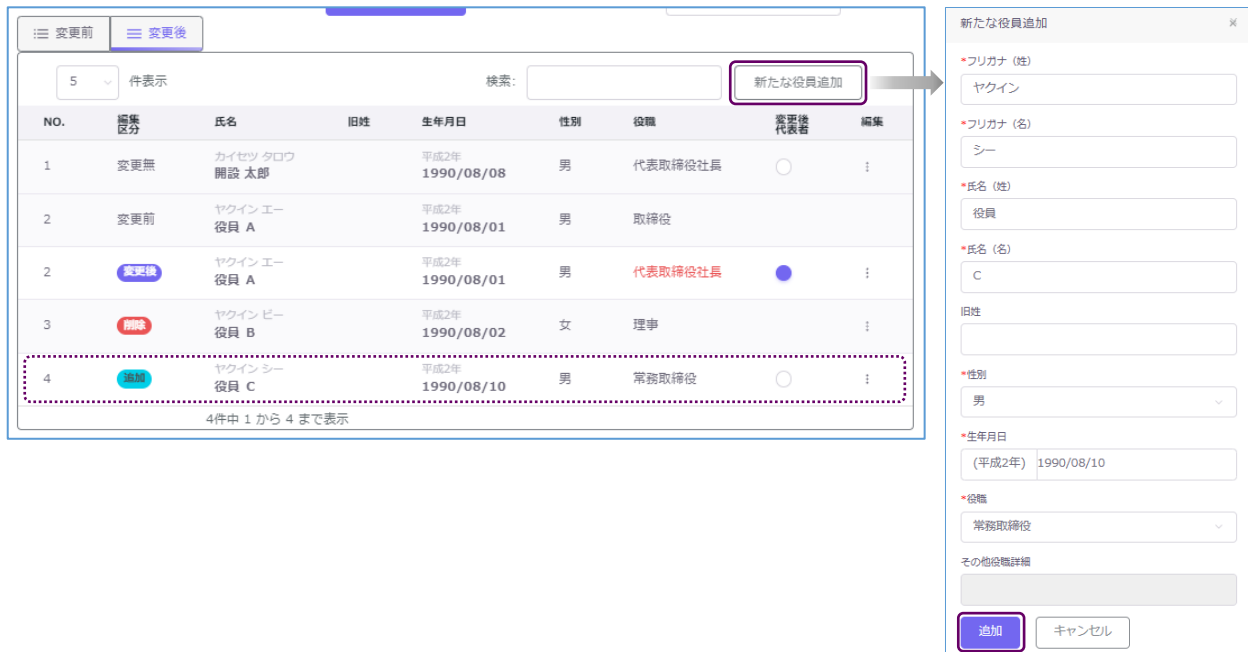 変更前
変更後
5 件表示
検索:
新たな役員追加
NO. 編集区分 氏名 旧姓 生年月日 性別 役職 変更後代表者 編集
カイセツ タロウ 平成2年
1 変更無 開設 太郎 1990/08/08 男 代表取締役社長
ヤクイン エー 平成2年
2 変更前 役員 A 1990/08/01 男 取締役
ヤクイン エー 平成2年
2 変更後 役員 A 1990/08/01 男 代表取締役社長
ヤクイン ビー 平成2年
3 削除 役員 B 1990/08/02 女 理事
ヤクイン シー 平成2年
4 追加 役員 C 1990/08/10 男 常務取締役
4件中 1 から 4 まで表示
新たな役員追加
*フリガナ（姓）
ヤクイン
*フリガナ（名）
シー
*氏名（姓）
役員
*氏名（名）
C
旧姓
*性別
男
*生年月日
(平成2年) 1990/08/10
*役職
常務取締役
その他役職詳細
追加 キャンセル